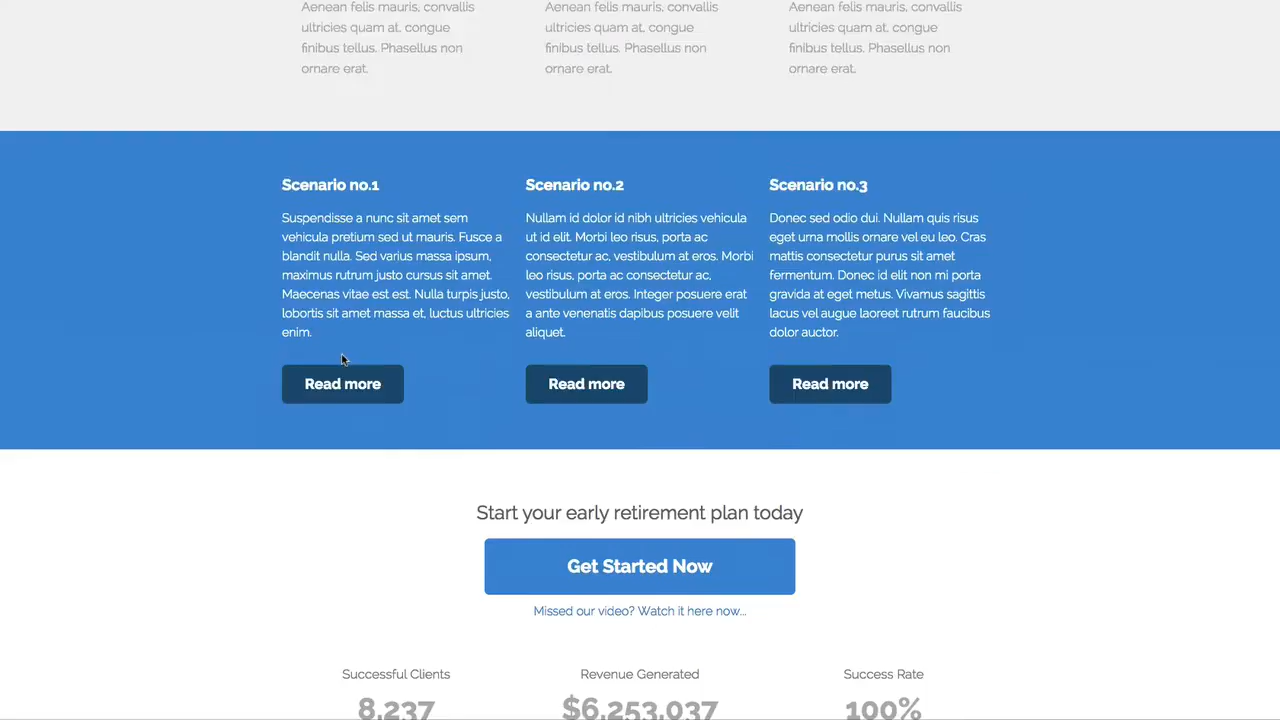 Aenean felis mauris, convallis
ultricies quam at, congue
finibus tellus. Phasellus non
ornare erat.
Aenean felis mauris, convallis
ultricies quam at, congue
finibus tellus. Phasellus non
ornare erat.
Aenean felis mauris, convallis
ultricies quam at, congue
finibus tellus. Phasellus non
ornare erat.
Scenario no.1
Suspendisse a nunc sit amet sem
vehicula pretium sed ut mauris. Fusce a
blandit nulla. Sed varius massa ipsum,
maximus rutrum justo cursus sit amet.
Maecenas vitae est est. Nulla turpis justo,
lobortis sit amet massa et, luctus ultricies
enim.
Read more
Scenario no.2
Nullam id dolor id nibh ultricies vehicula
ut id elit. Morbi leo risus, porta ac
consectetur ac, vestibulum at eros. Morbi
leo risus, porta ac consectetur ac,
vestibulum at eros. Integer posuere erat
a ante venenatis dapibus posuere velit
aliquet.
Read more
Scenario no.3
Donec sed odio dui. Nullam quis risus
eget urna mollis ornare vel eu leo. Cras
mattis consectetur purus sit amet
fermentum. Donec id elit non mi porta
gravida at eget metus. Vivamus sagittis
lacus vel augue laoreet rutrum faucibus
dolor auctor.
Read more
Start your early retirement plan today
Get Started Now
Missed our video? Watch it here now...
Successful Clients
8,237
Revenue Generated
$6,253,037
Success Rate
100%